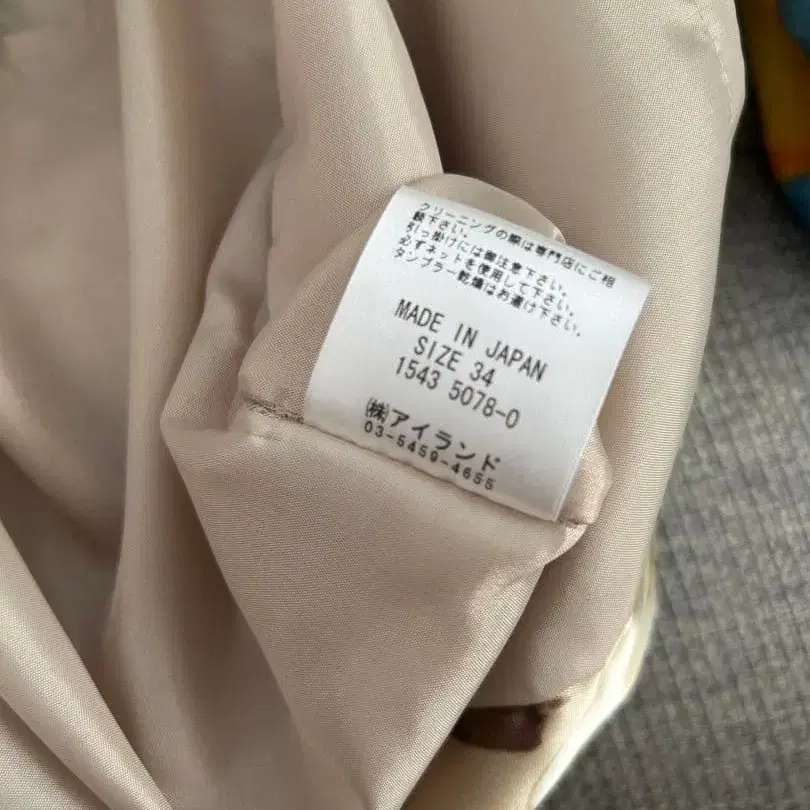 クリーニングの際は専門店にご相
談下さい。
引っ掛けには御注意下さい。
必ずネットを使用して下さい。
タンブラー乾燥はお避け下さい。
MADE IN JAPAN
SIZE 34
1543 5078-0
㈱アイランド
03-5459-4655